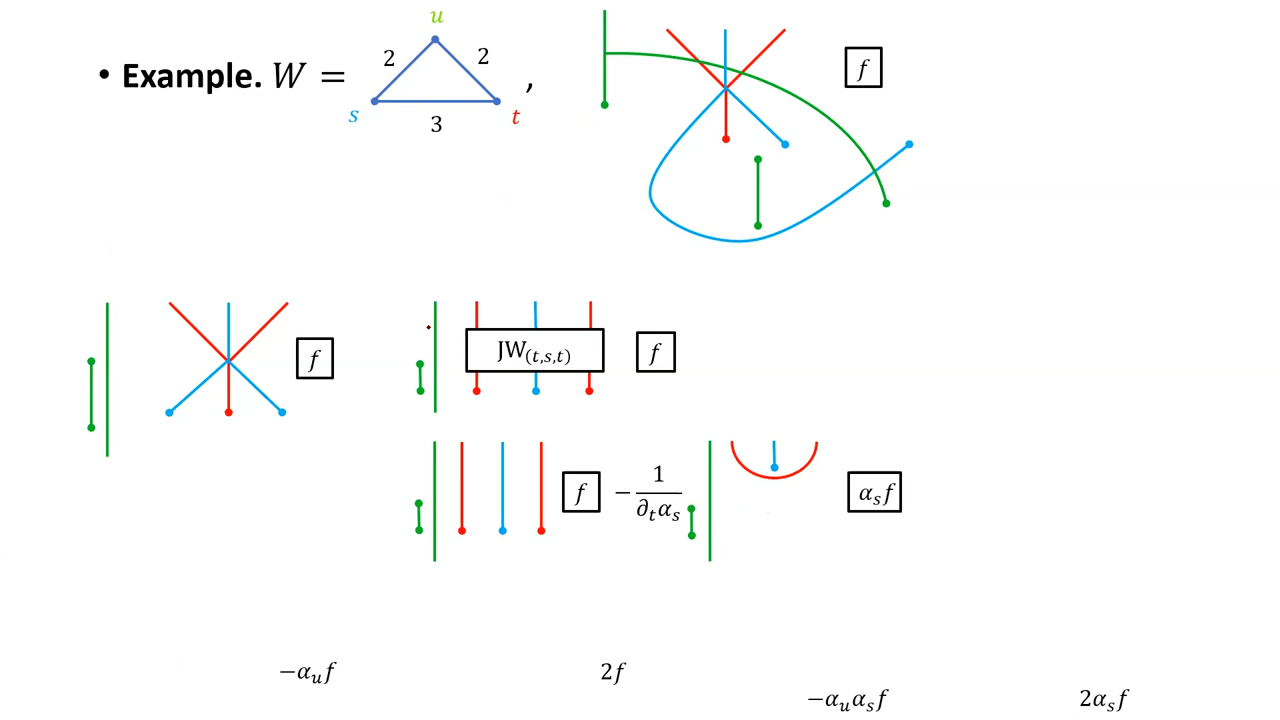 u
2 2
• Example. W = ,
s t
3
f
f
JW(t,s,t) f
f − 1/∂ₜαₛ αₛf
−αᵤf 2f
−αᵤαₛf 2αₛf